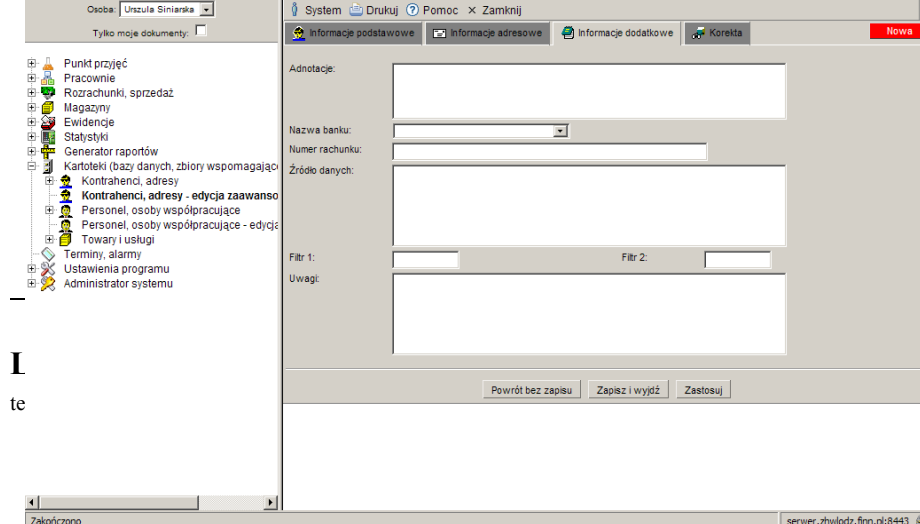 Osoba: Urszula Siniarska
Tylko moje dokumenty:
Punkt przyjęć
Pracownie
Rozrachunki, sprzedaż
Magazyny
Ewidencje
Statystyki
Generator raportów
Kartoteki (bazy danych, zbiory wspomagające
Kontrahenci, adresy
Kontrahenci, adresy - edycja zaawanso
Personel, osoby współpracujące
Personel, osoby współpracujące - edycja
Towary i usługi
Terminy, alarmy
Ustawienia programu
Administrator systemu
L
te
System Drukuj Pomoc Zamknij
Informacje podstawowe Informacje adresowe Informacje dodatkowe Korekta Nowa
Adnotacje:
Nazwa banku:
Numer rachunku:
Źródło danych:
Filtr 1: Filtr 2:
Uwagi:
Powrót bez zapisu Zapisz i wyjdź Zastosuj
Zakończono serwer.zhwlodz.finn.pl:8443